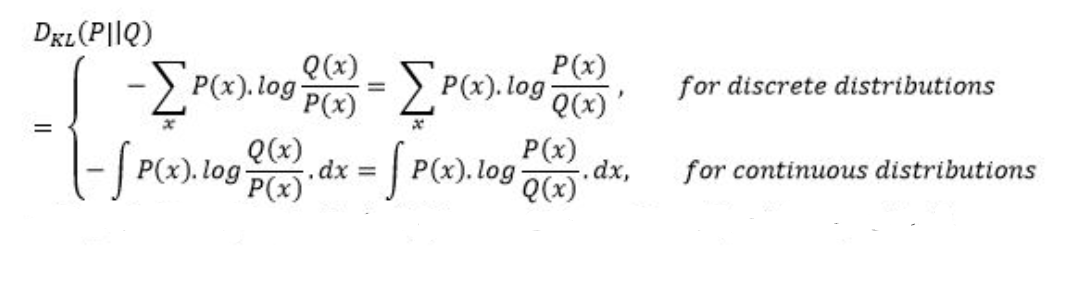 D_KL(P||Q)
= { −∑_x P(x).log Q(x)/P(x) = ∑_x P(x).log P(x)/Q(x) , for discrete distributions
−∫ P(x).log Q(x)/P(x) .dx = ∫ P(x).log P(x)/Q(x) .dx, for continuous distributions